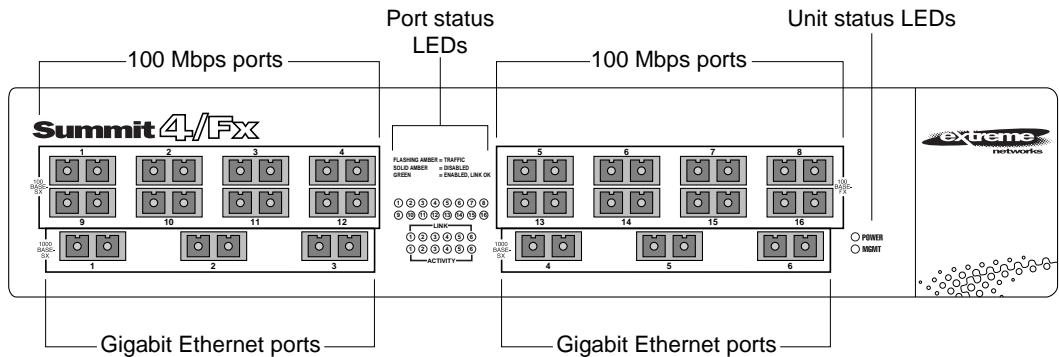 Port status
LEDs
Unit status LEDs
100 Mbps ports
100 Mbps ports
Summit 4/Fx
extreme
networks
1 2 3 4
100
BASE-
SX
9 10 11 12
FLASHING AMBER = TRAFFIC
SOLID AMBER = DISABLED
GREEN = ENABLED, LINK OK
1 2 3 4 5 6 7 8
9 10 11 12 13 14 15 16
LINK
1 2 3 4 5 6
1 2 3 4 5 6
ACTIVITY
5 6 7 8
100
BASE-
FX
13 14 15 16
1000
BASE-
SX
1 2 3
1000
BASE-
SX
4 5 6
POWER
MGMT
Gigabit Ethernet ports
Gigabit Ethernet ports